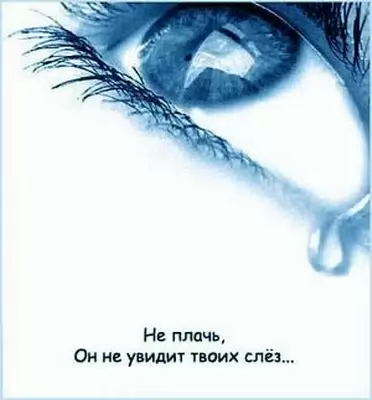 Не плачь,
Он не увидит твоих слёз...